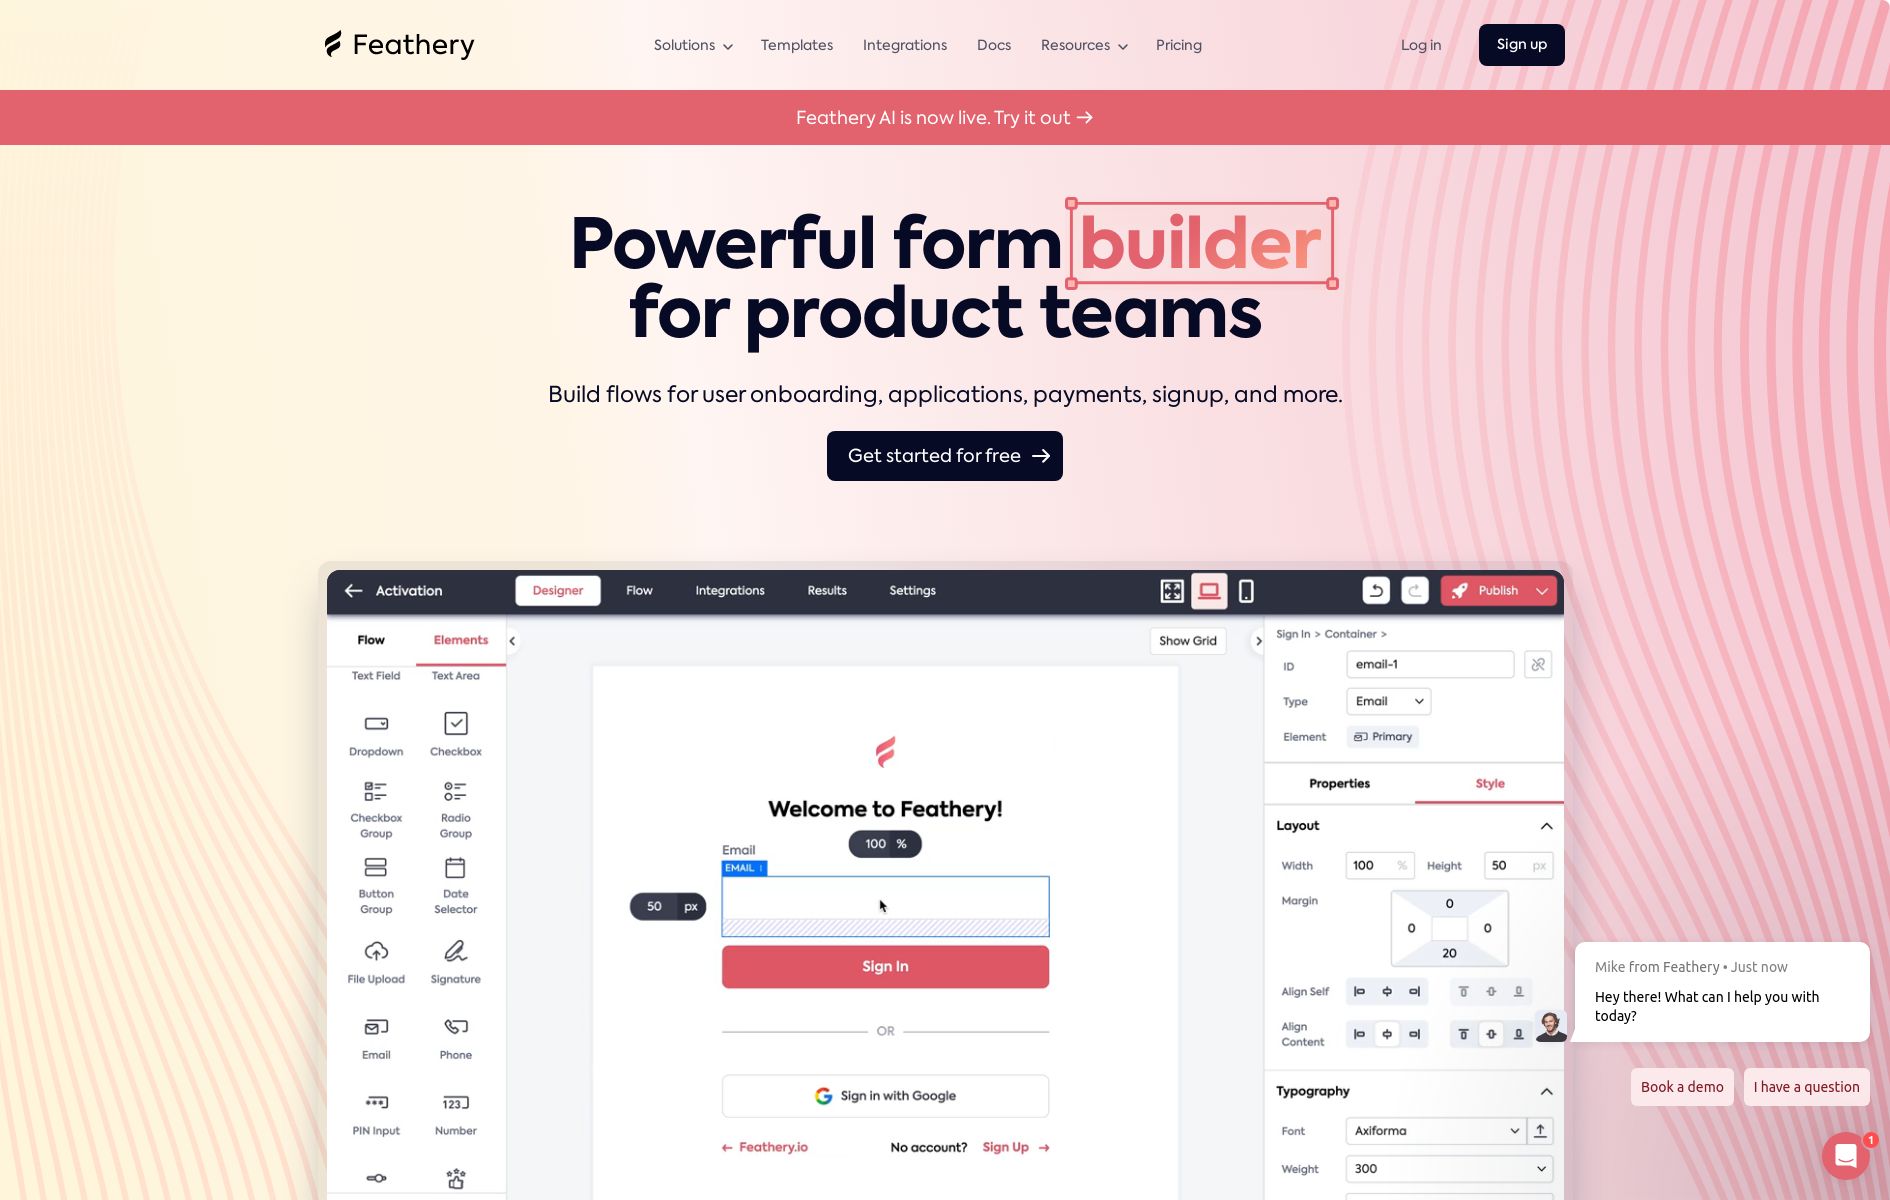 Feathery
Solutions
Templates
Integrations
Docs
Resources
Pricing
Log in
Sign up
Feathery AI is now live. Try it out →
Powerful form builder
for product teams
Build flows for user onboarding, applications, payments, signup, and more.
Get started for free →
← Activation
Designer
Flow
Integrations
Results
Settings
Publish
Flow
Elements
Text Field
Text Area
Dropdown
Checkbox
Checkbox
Group
Radio
Group
Button
Group
Date
Selector
File Upload
Signature
Email
Phone
PIN Input
Number
Show Grid
Welcome to Feathery!
100 %
Email
EMAIL
50 px
Sign In
OR
Sign in with Google
← Feathery.io
No account? Sign Up →
Sign In > Container >
ID
email-1
Type
Email
Element
Primary
Properties
Style
Layout
Width
100 %
Height
50 px
Margin
0
0
0
20
Align Self
Align
Content
Typography
Font
Axiforma
Weight
300
Mike from Feathery • Just now
Hey there! What can I help you with
today?
Book a demo
I have a question
1